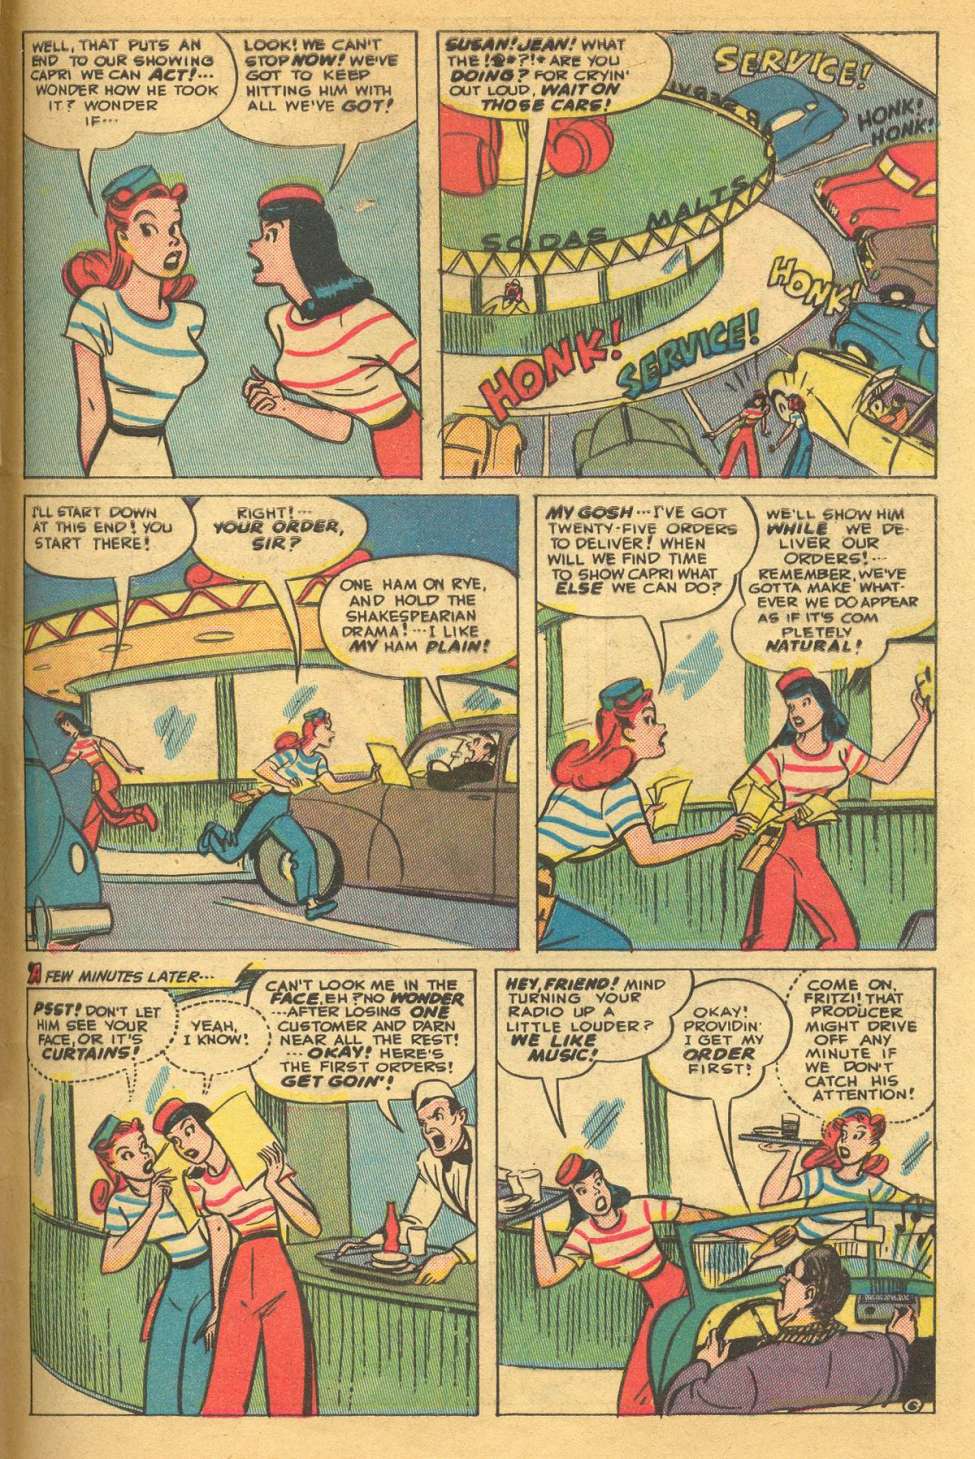 WELL, THAT PUTS AN
END TO OUR SHOWING
CAPRI WE CAN ACT!...
WONDER HOW HE TOOK
IT? WONDER
IF...
LOOK! WE CAN'T
STOP NOW! WE'VE
GOT TO KEEP
HITTING HIM WITH
ALL WE'VE GOT!
SUSAN! JEAN! WHAT
THE !@*?!* ARE YOU
DOING? FOR CRYIN'
OUT LOUD, WAIT ON
THOSE CARS!
SERVICE!
HONK!
HONK!
SODAS MALTS
HONK!
HONK!
SERVICE!
I'LL START DOWN
AT THIS END! YOU
START THERE!
RIGHT!...
YOUR ORDER,
SIR?
ONE HAM ON RYE,
AND HOLD THE
SHAKESPEARIAN
DRAMA!...I LIKE
MY HAM PLAIN!
MY GOSH...I'VE GOT
TWENTY-FIVE ORDERS
TO DELIVER! WHEN
WILL WE FIND TIME
TO SHOW CAPRI WHAT
ELSE WE CAN DO?
WE'LL SHOW HIM
WHILE WE DE-
LIVER OUR
ORDERS!...
REMEMBER, WE'VE
GOTTA MAKE WHAT-
EVER WE DO APPEAR
AS IF IT'S COM
PLETELY
NATURAL!
A FEW MINUTES LATER...
PSST! DON'T LET
HIM SEE YOUR
FACE, OR IT'S
CURTAINS!
YEAH,
I KNOW!
CAN'T LOOK ME IN THE
FACE, EH? NO WONDER
...AFTER LOSING ONE
CUSTOMER AND DARN
NEAR ALL THE REST!
...OKAY! HERE'S
THE FIRST ORDERS!
GET GOIN'!
HEY, FRIEND! MIND
TURNING YOUR
RADIO UP A
LITTLE LOUDER?
WE LIKE
MUSIC!
OKAY!
PROVIDIN'
I GET MY
ORDER
FIRST!
COME ON,
FRITZI! THAT
PRODUCER
MIGHT DRIVE
OFF ANY
MINUTE IF
WE DON'T
CATCH HIS
ATTENTION!
6